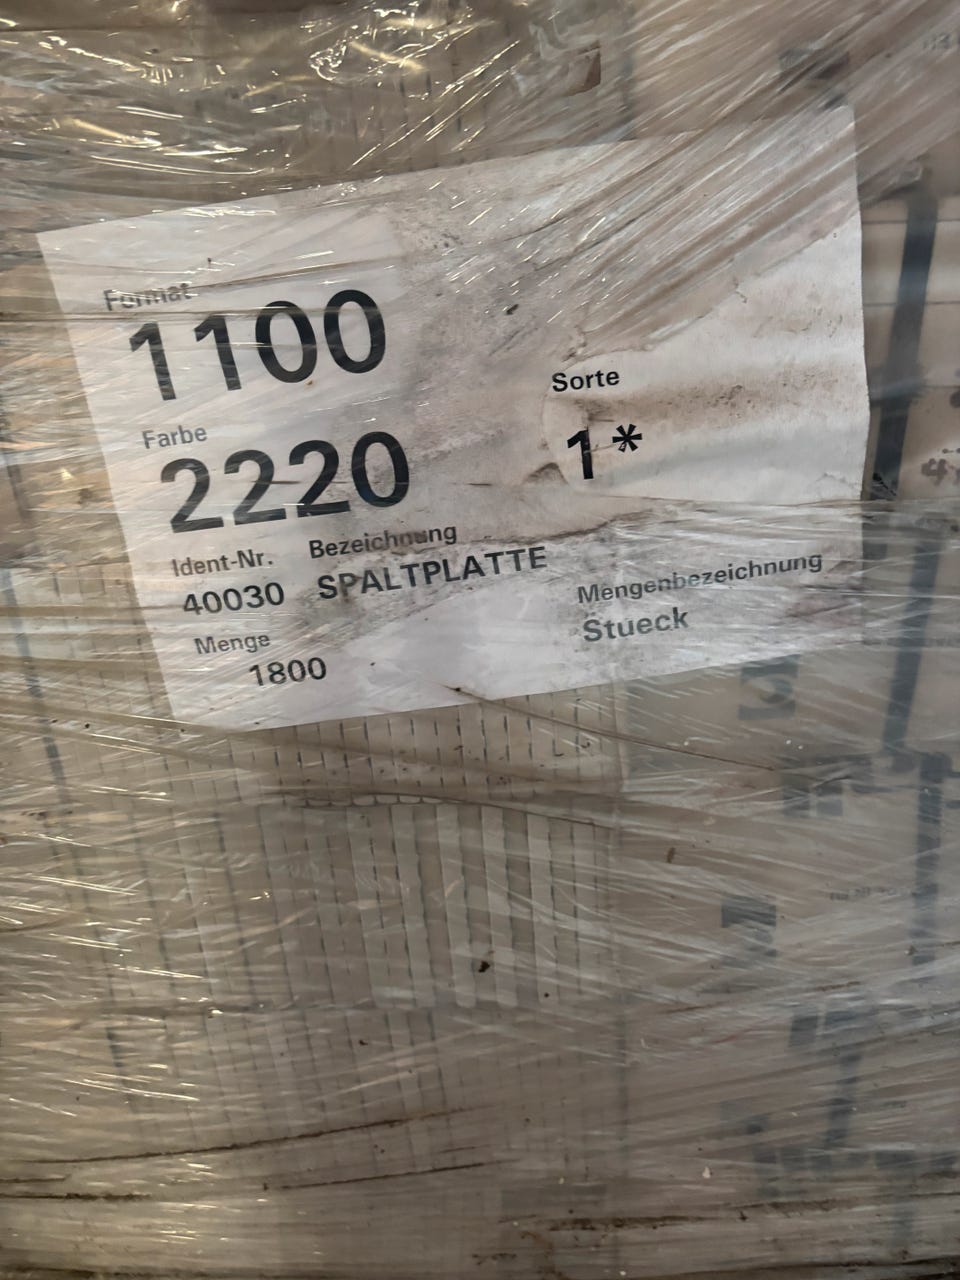 Format
1100
Sorte
1*
Farbe
2220
Ident-Nr. Bezeichnung
40030 SPALTPLATTE
Mengenbezeichnung
Stueck
Menge
1800